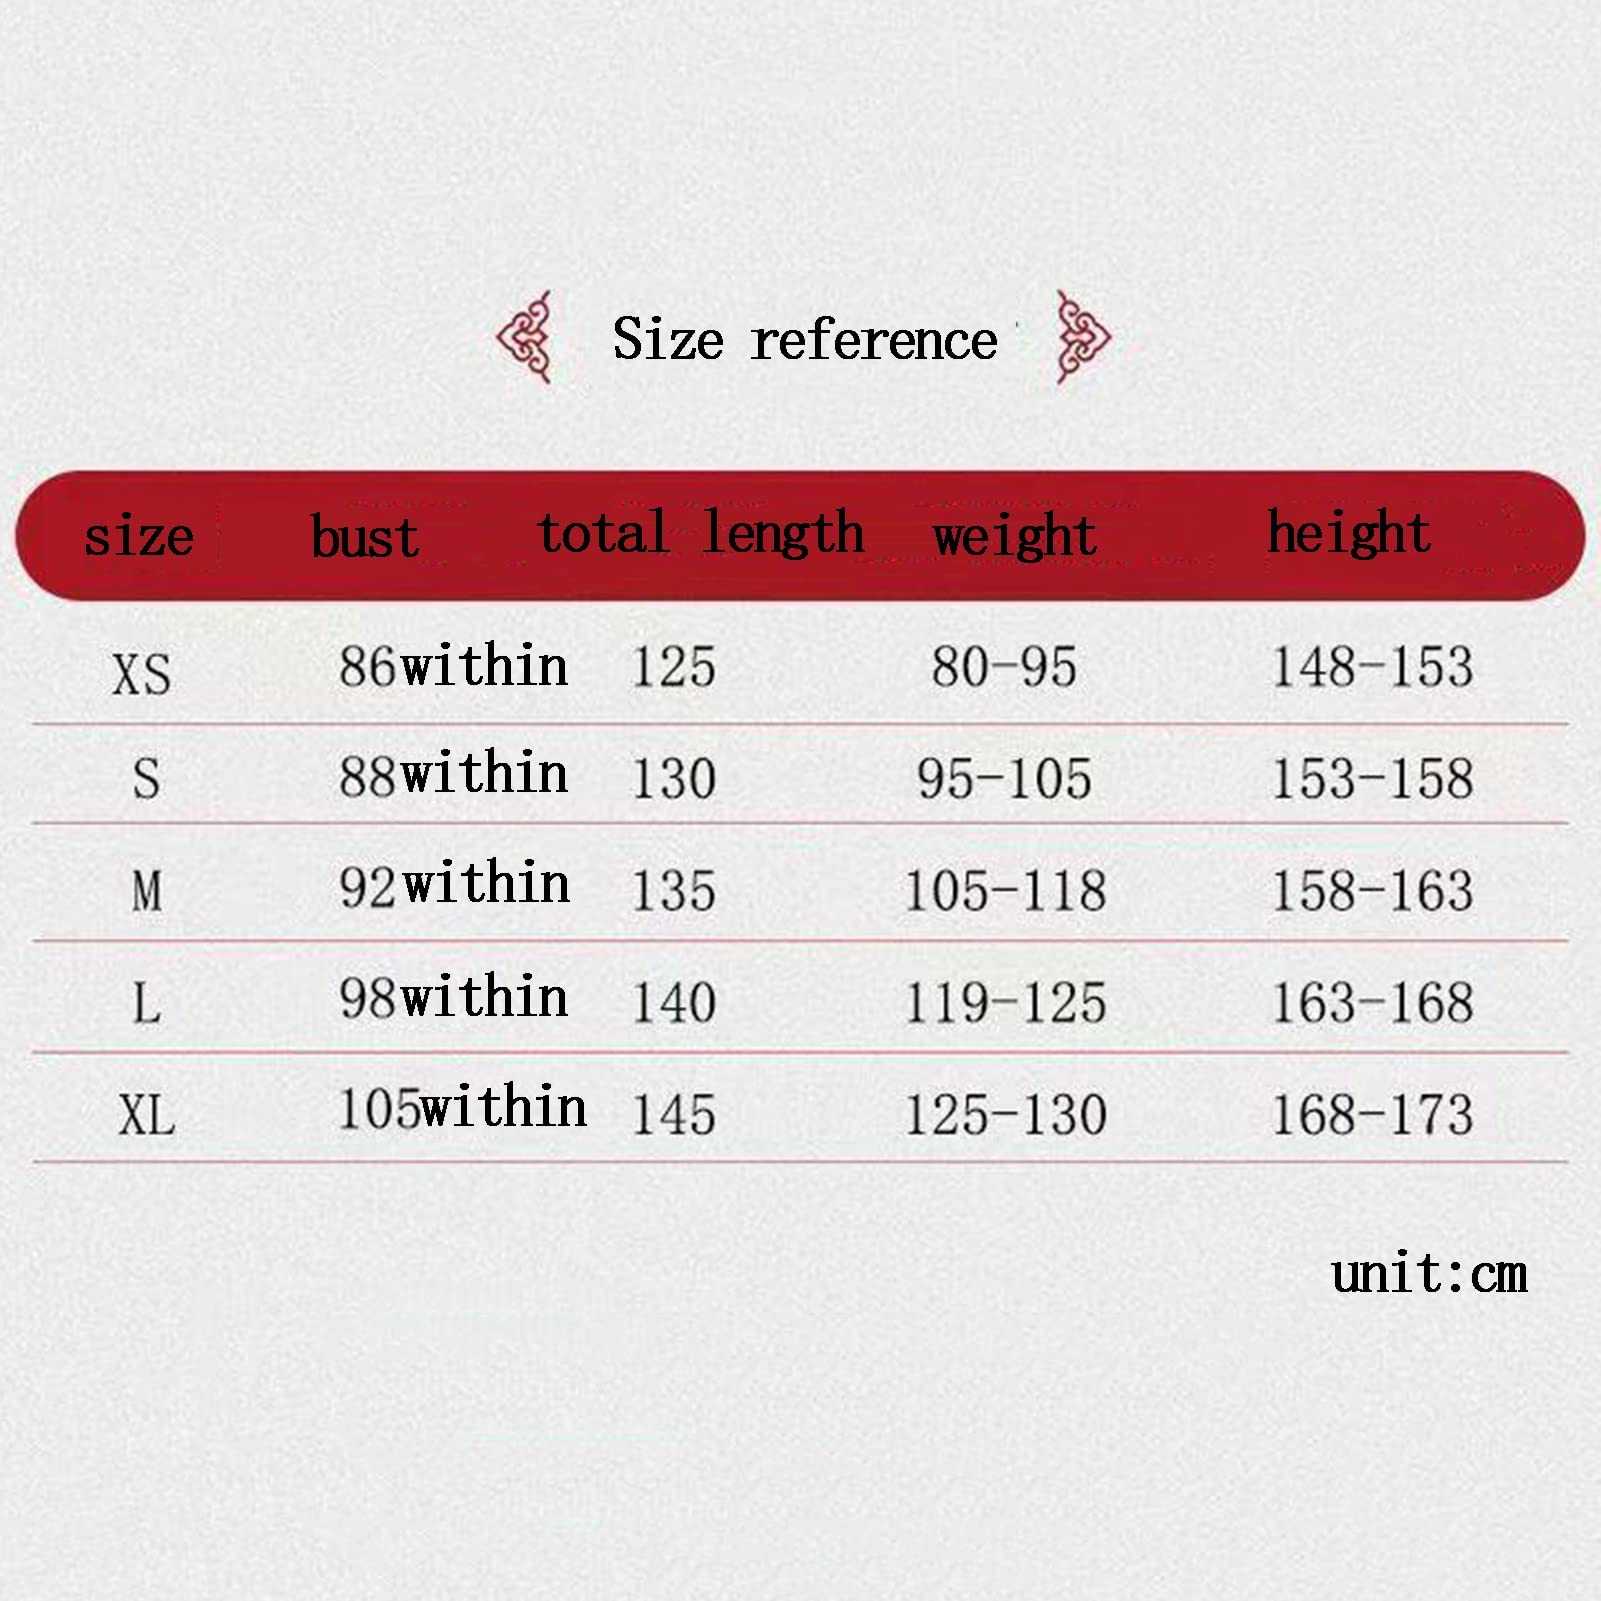 Size reference
size bust total length weight height
XS 86within 125 80-95 148-153
S 88within 130 95-105 153-158
M 92within 135 105-118 158-163
L 98within 140 119-125 163-168
XL 105within 145 125-130 168-173
unit:cm